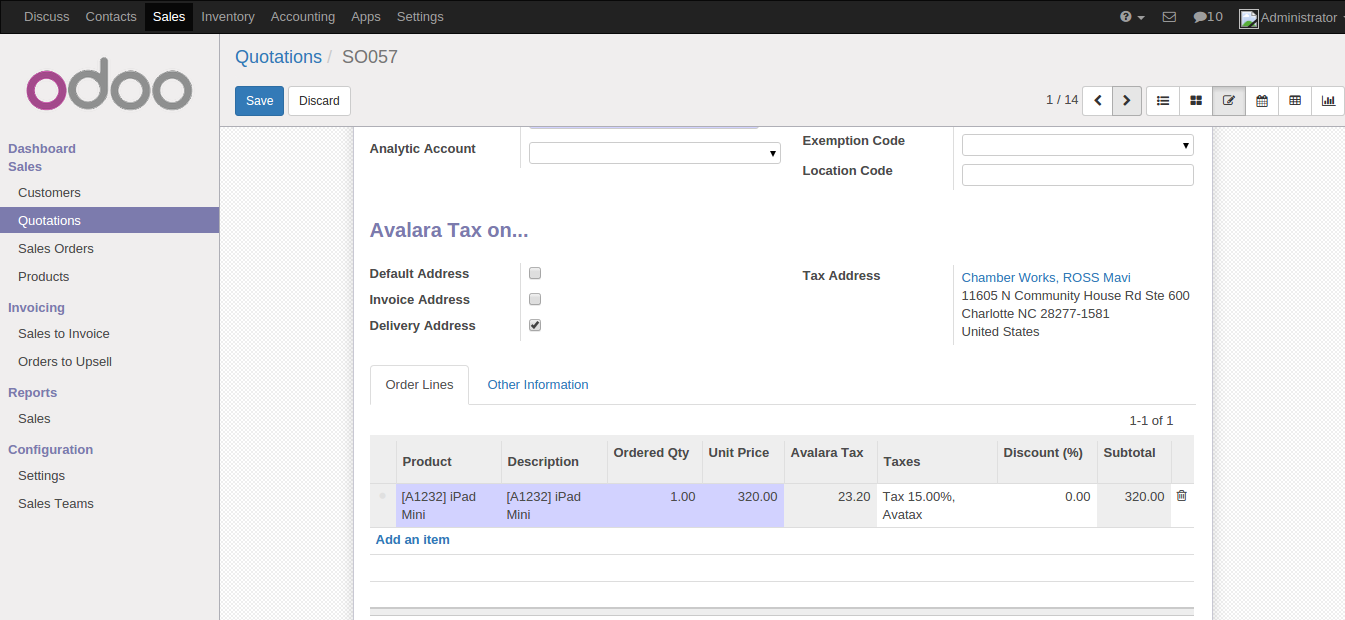 Discuss Contacts Sales Inventory Accounting Apps Settings 10 Administrator
odoo
Quotations / SO057
Save Discard 1 / 14
Dashboard
Sales
Customers
Quotations
Sales Orders
Products
Invoicing
Sales to Invoice
Orders to Upsell
Reports
Sales
Configuration
Settings
Sales Teams
Analytic Account
Exemption Code
Location Code
Avalara Tax on...
Default Address
Invoice Address
Delivery Address
Tax Address
Chamber Works, ROSS Mavi
11605 N Community House Rd Ste 600
Charlotte NC 28277-1581
United States
Order Lines Other Information
1-1 of 1
Product Description Ordered Qty Unit Price Avalara Tax Taxes Discount (%) Subtotal
[A1232] iPad [A1232] iPad 1.00 320.00 23.20 Tax 15.00%, 0.00 320.00
Mini Mini Avatax
Add an item